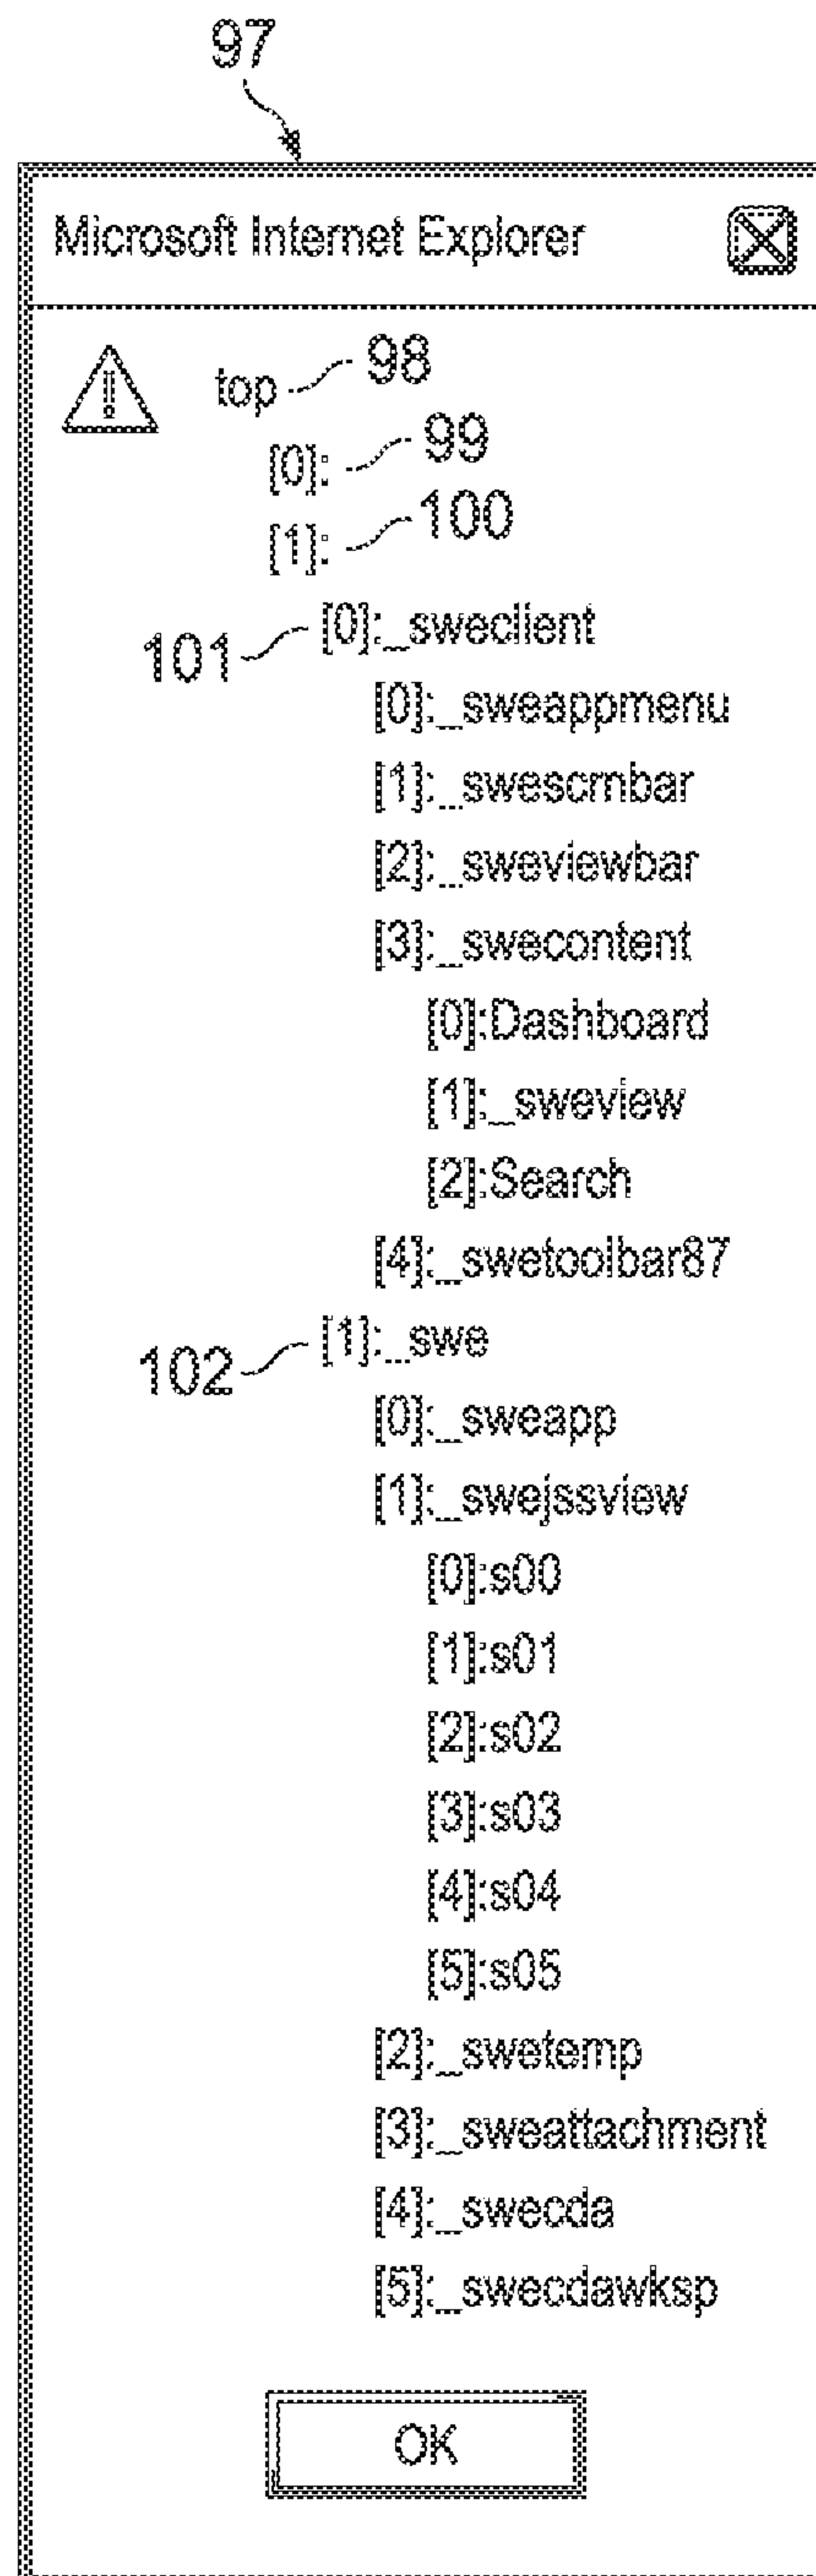 97
Microsoft Internet Explorer
top 98
[0]: 99
[1]: 100
101 [0]:_sweclient
[0]:_sweappmenu
[1]:_swescrnbar
[2]:_sweviewbar
[3]:_swecontent
[0]:Dashboard
[1]:_sweview
[2]:Search
[4]:_swetoolbar87
102 [1]:_swe
[0]:_sweapp
[1]:_swejssview
[0]:s00
[1]:s01
[2]:s02
[3]:s03
[4]:s04
[5]:s05
[2]:_swetemp
[3]:_sweattachment
[4]:_swecda
[5]:_swecdawksp
OK